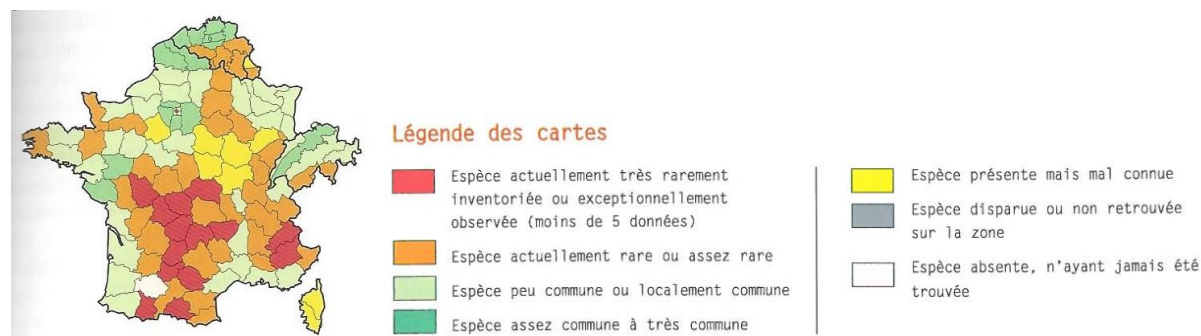 Légende des cartes
Espèce actuellement très rarement
inventoriée ou exceptionnellement
observée (moins de 5 données)
Espèce actuellement rare ou assez rare
Espèce peu commune ou localement commune
Espèce assez commune à très commune
Espèce présente mais mal connue
Espèce disparue ou non retrouvée
sur la zone
Espèce absente, n'ayant jamais été
trouvée